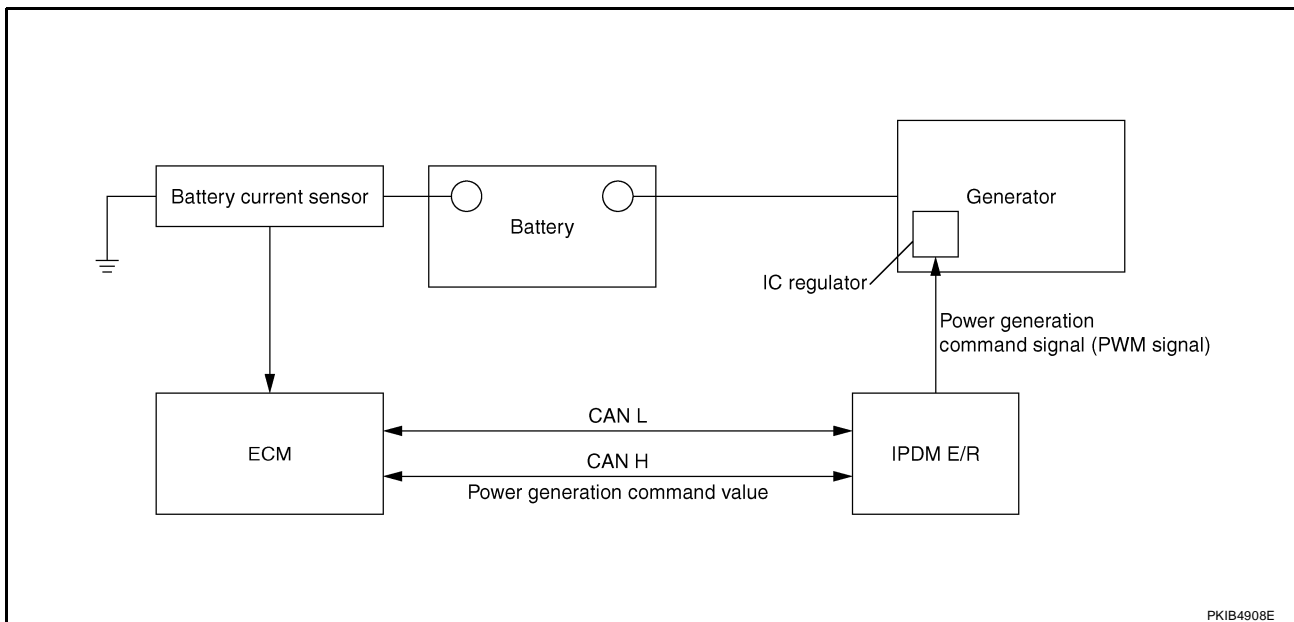 Battery current sensor
Battery
Generator
IC regulator
Power generation
command signal (PWM signal)
ECM
CAN L
CAN H
Power generation command value
IPDM E/R
PKIB4908E